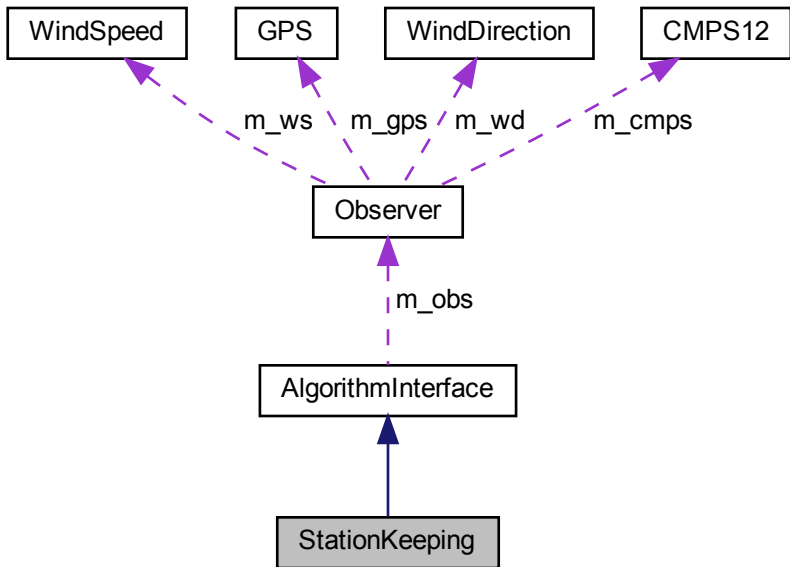 WindSpeed
GPS
WindDirection
CMPS12
m_ws
m_gps
m_wd
m_cmps
Observer
m_obs
AlgorithmInterface
StationKeeping